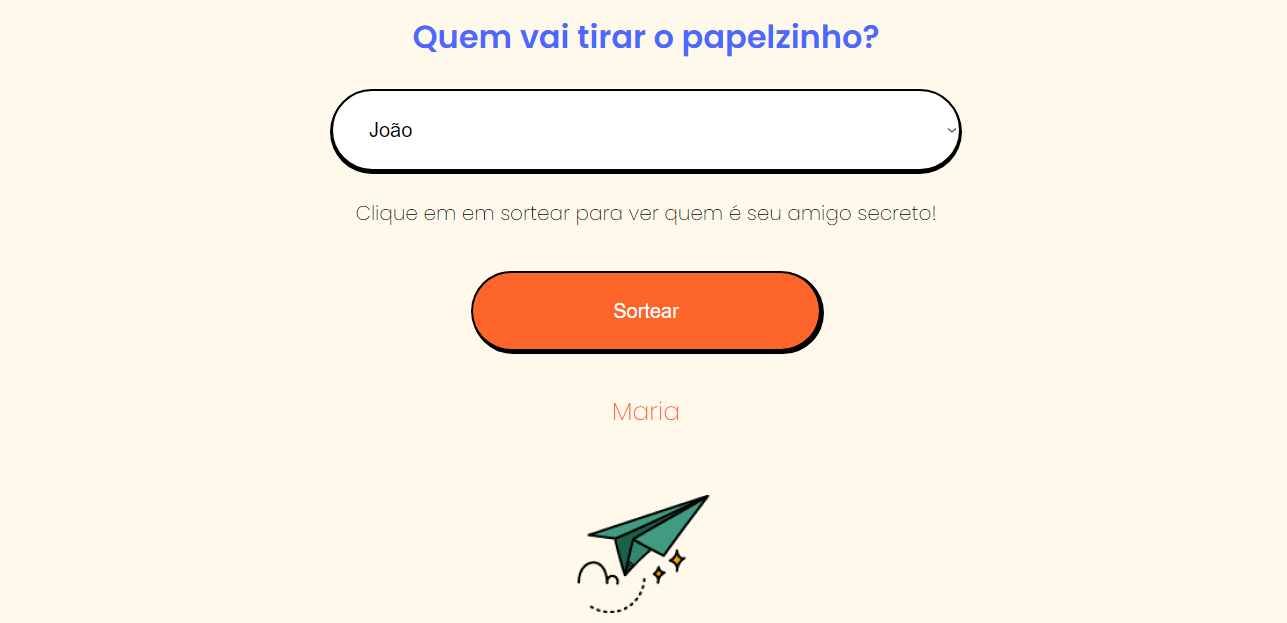 Quem vai tirar o papelzinho?
João
Clique em em sortear para ver quem é seu amigo secreto!
Sortear
Maria